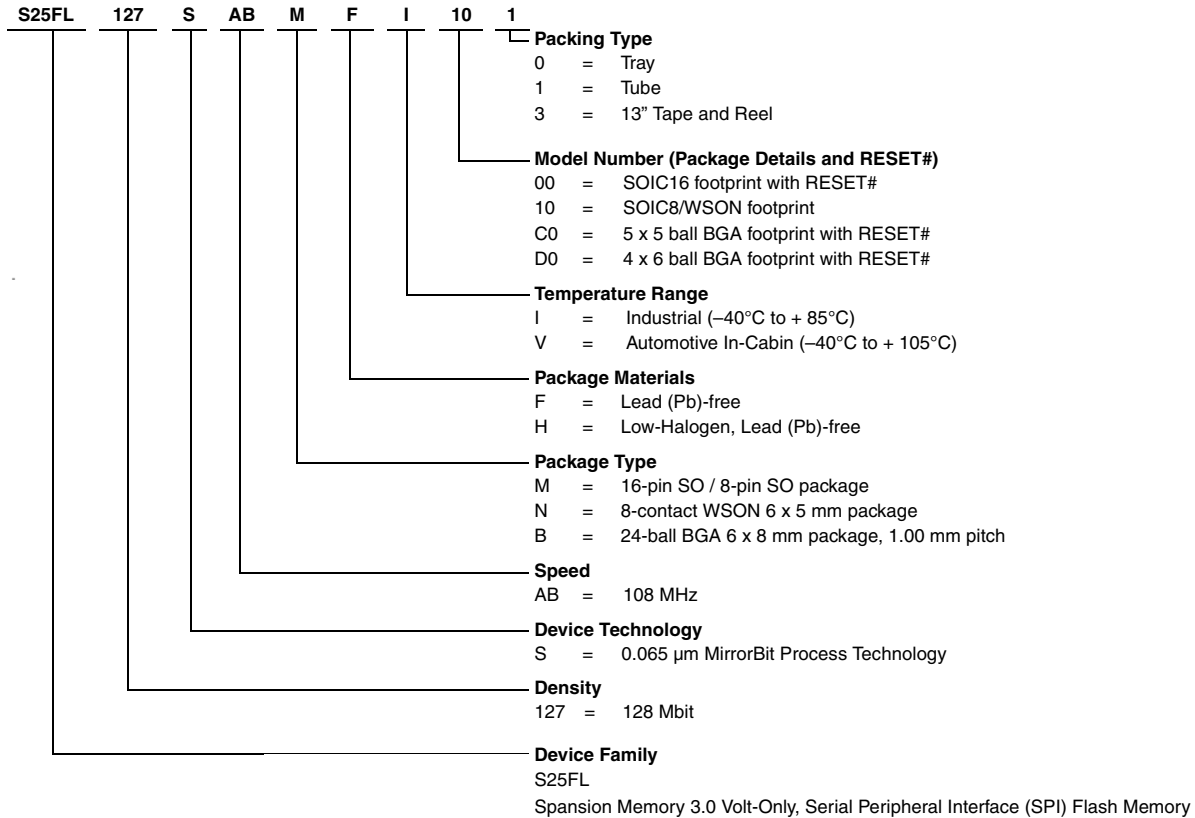 S25FL 127 S AB M F I 10 1
Packing Type
0 = Tray
1 = Tube
3 = 13” Tape and Reel
Model Number (Package Details and RESET#)
00 = SOIC16 footprint with RESET#
10 = SOIC8/WSON footprint
C0 = 5 x 5 ball BGA footprint with RESET#
D0 = 4 x 6 ball BGA footprint with RESET#
Temperature Range
I = Industrial (–40°C to + 85°C)
V = Automotive In-Cabin (–40°C to + 105°C)
Package Materials
F = Lead (Pb)-free
H = Low-Halogen, Lead (Pb)-free
Package Type
M = 16-pin SO / 8-pin SO package
N = 8-contact WSON 6 x 5 mm package
B = 24-ball BGA 6 x 8 mm package, 1.00 mm pitch
Speed
AB = 108 MHz
Device Technology
S = 0.065 µm MirrorBit Process Technology
Density
127 = 128 Mbit
Device Family
S25FL
Spansion Memory 3.0 Volt-Only, Serial Peripheral Interface (SPI) Flash Memory